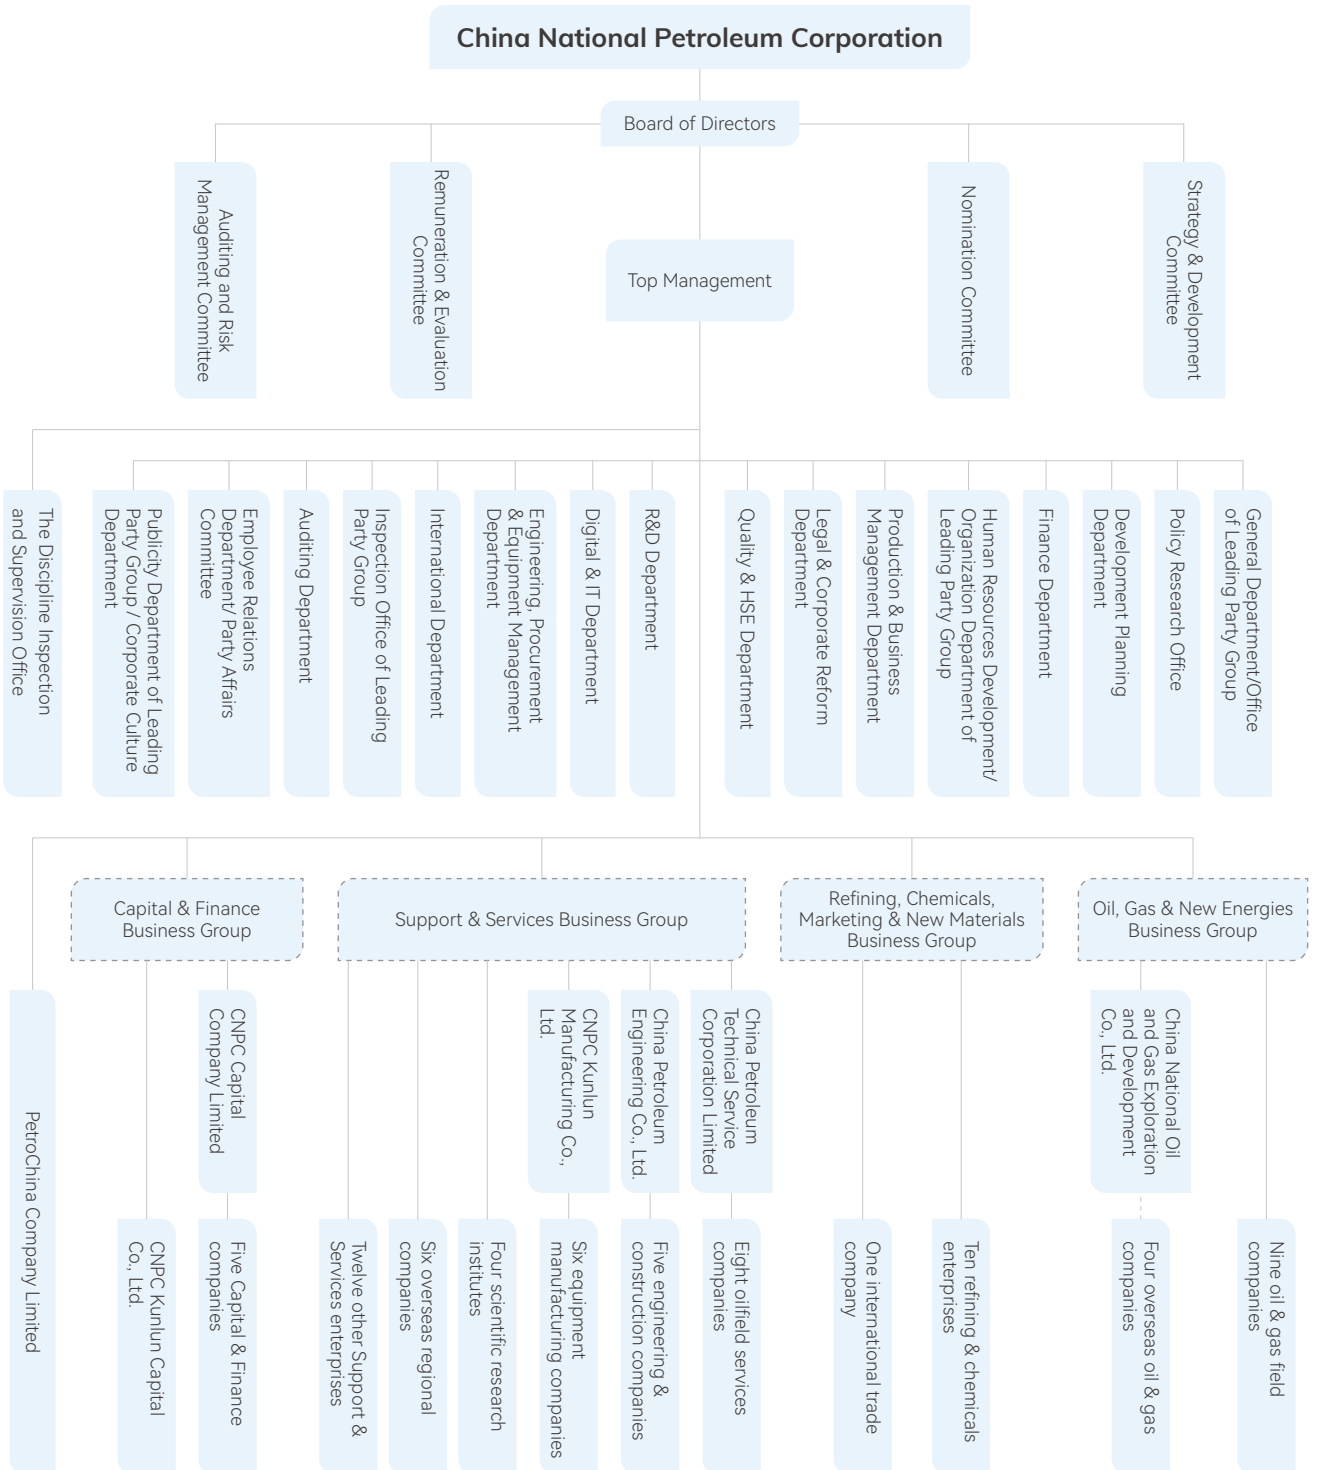 China National Petroleum Corporation
Board of Directors
Auditing and Risk
Management Committee
Remuneration & Evaluation
Committee
Nomination Committee
Strategy & Development
Committee
Top Management
The Discipline Inspection
and Supervision Office
Publicity Department of Leading
Party Group / Corporate Culture
Department
Employee Relations
Department/ Party Affairs
Committee
Auditing Department
Inspection Office of Leading
Party Group
International Department
Engineering, Procurement
& Equipment Management
Department
Digital & IT Department
R&D Department
Quality & HSE Department
Legal & Corporate Reform
Department
Production & Business
Management Department
Human Resources Development/
Organization Department of
Leading Party Group
Finance Department
Development Planning
Department
Policy Research Office
General Department/Office
of Leading Party Group
Capital & Finance
Business Group
Support & Services Business Group
Refining, Chemicals,
Marketing & New Materials
Business Group
Oil, Gas & New Energies
Business Group
PetroChina Company Limited
CNPC Capital
Company Limited
CNPC Kunlun
Manufacturing Co.,
Ltd.
China Petroleum
Engineering Co., Ltd.
China Petroleum
Technical Service
Corporation Limited
China National Oil
and Gas Exploration
and Development
Co., Ltd.
CNPC Kunlun Capital
Co., Ltd.
Five Capital & Finance
companies
Twelve other Support &
Services enterprises
Six overseas regional
companies
Four scientific research
institutes
Six equipment
manufacturing companies
Five engineering &
construction companies
Eight oilfield services
companies
One international trade
company
Ten refining & chemicals
enterprises
Four overseas oil & gas
companies
Nine oil & gas field
companies